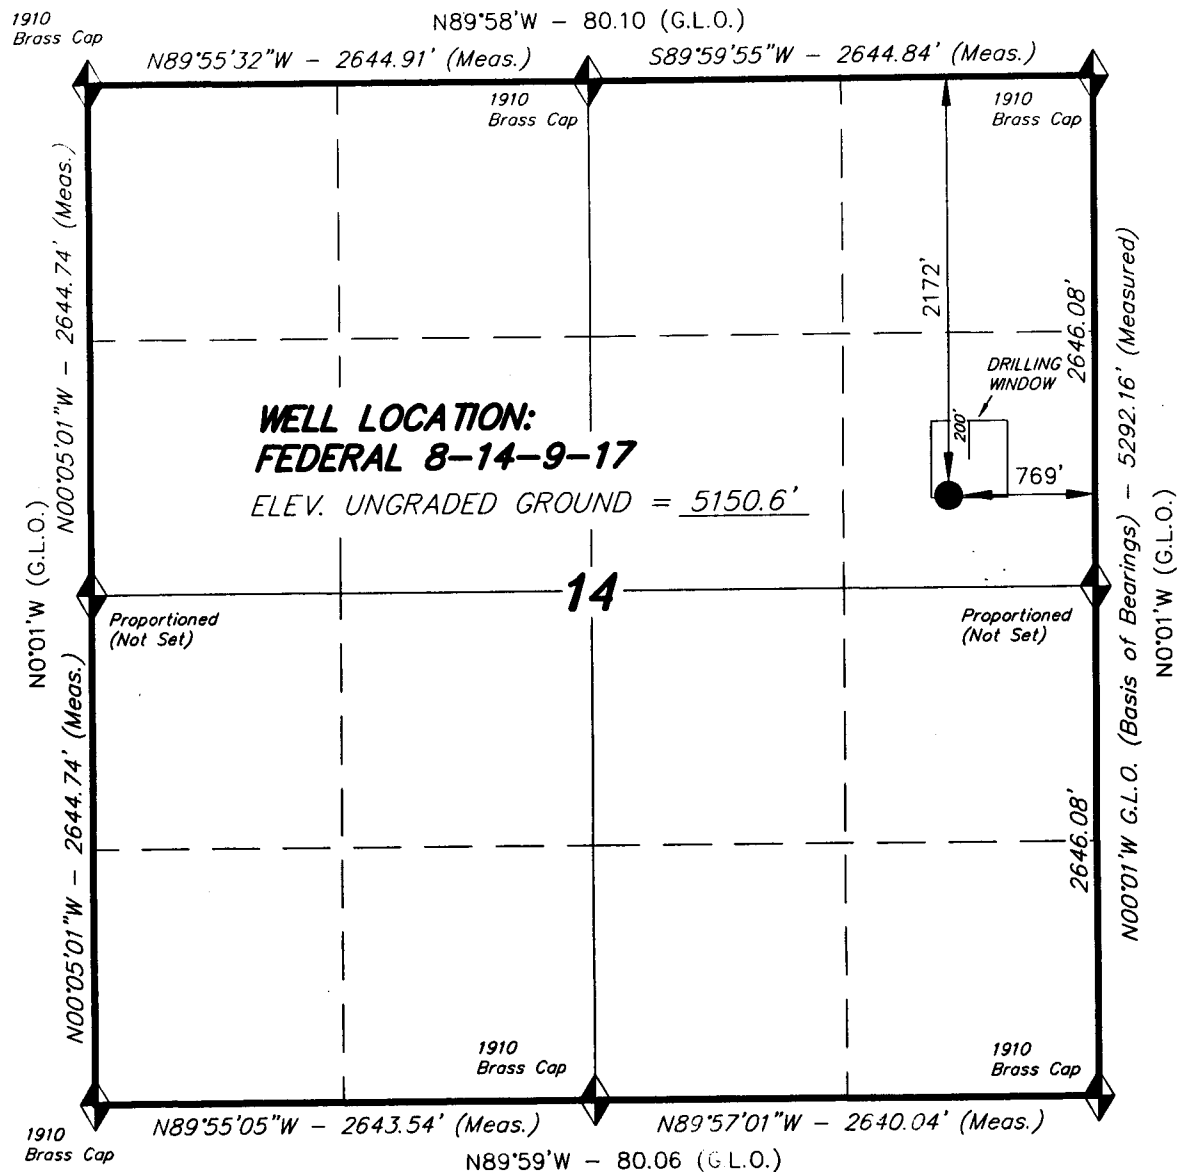 1910
Brass Cap
N89°58'W - 80.10 (G.L.O.)
N89°55'32"W - 2644.91' (Meas.)
S89°59'55"W - 2644.84' (Meas.)
1910
Brass Cap
1910
Brass Cap
N00°05'01"W - 2644.74' (Meas.)
2172'
2646.08'
N00°01'W G.L.O. (Basis of Bearings) - 5292.16' (Measured)
DRILLING
WINDOW
200'
769'
WELL LOCATION:
FEDERAL 8-14-9-17
ELEV. UNGRADED GROUND = 5150.6'
N0°01'W (G.L.O.)
N0°01'W (G.L.O.)
14
Proportioned
(Not Set)
Proportioned
(Not Set)
N00°05'01"W - 2644.74' (Meas.)
2646.08'
1910
Brass Cap
1910
Brass Cap
1910
Brass Cap
N89°55'05"W - 2643.54' (Meas.)
N89°57'01"W - 2640.04' (Meas.)
N89°59'W - 80.06 (G.L.O.)